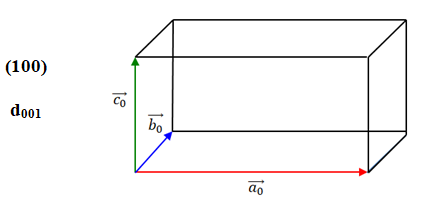 (100)
d₀₀₁
c₀
b₀
a₀